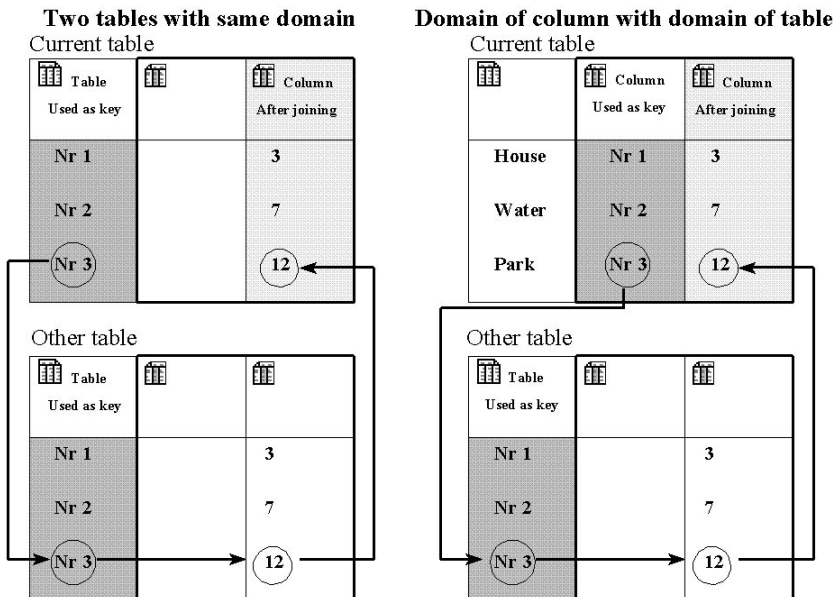 Two tables with same domain
Current table
Table
Column
Used as key
After joining
Nr 1
3
Nr 2
7
Nr 3
12
Other table
Table
Used as key
Nr 1
3
Nr 2
7
Nr 3
12
Domain of column with domain of table
Current table
Column
Column
Used as key
After joining
House
Nr 1
3
Water
Nr 2
7
Park
Nr 3
12
Other table
Table
Used as key
Nr 1
3
Nr 2
7
Nr 3
12